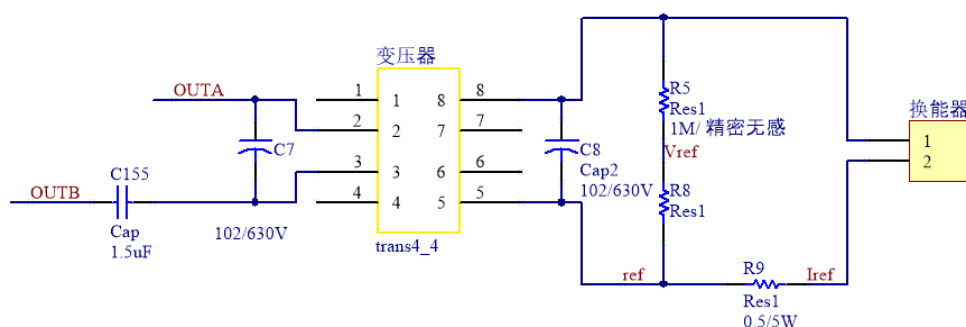 变压器
OUTA
1
2
3
4
1
2
3
4
8
7
6
5
8
7
6
5
trans4_4
C7
102/630V
C155
OUTB
Cap
1.5uF
C8
Cap2
102/630V
R5
Res1
1M/ 精密无感
Vref
R8
Res1
ref
R9
Iref
Res1
0.5/5W
换能器
1
2